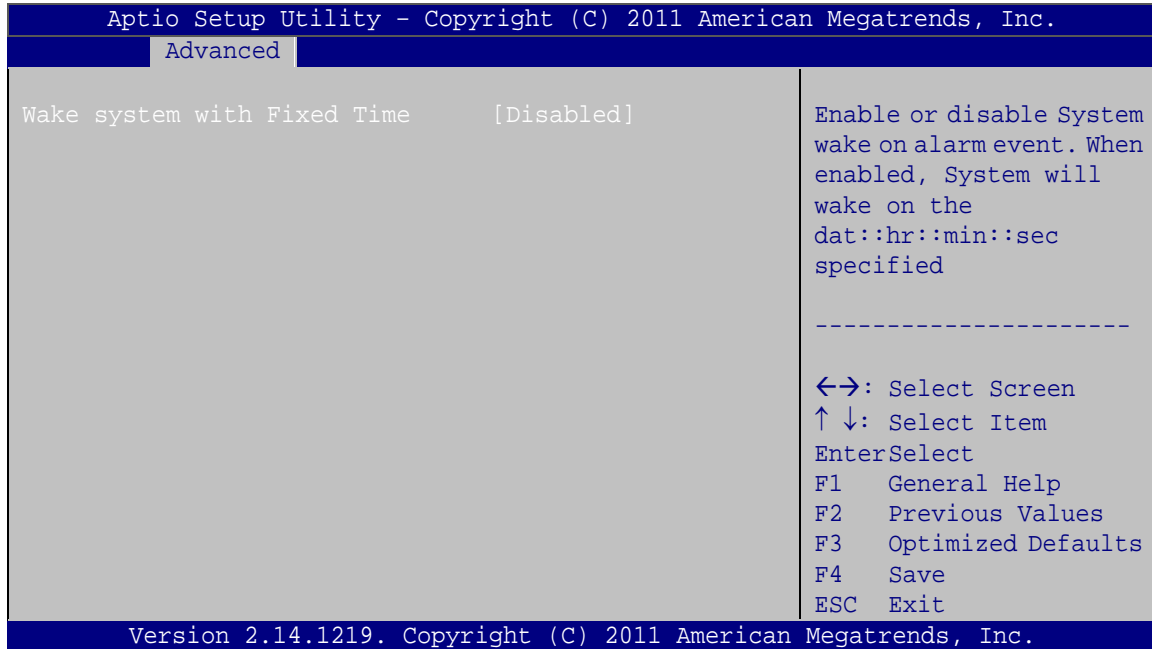 Aptio Setup Utility – Copyright (C) 2011 American Megatrends, Inc.
Advanced
Wake system with Fixed Time [Disabled]
Enable or disable System
wake on alarm event. When
enabled, System will
wake on the
dat::hr::min::sec
specified
----------------------
←→: Select Screen
↑ ↓: Select Item
EnterSelect
F1 General Help
F2 Previous Values
F3 Optimized Defaults
F4 Save
ESC Exit
Version 2.14.1219. Copyright (C) 2011 American Megatrends, Inc.